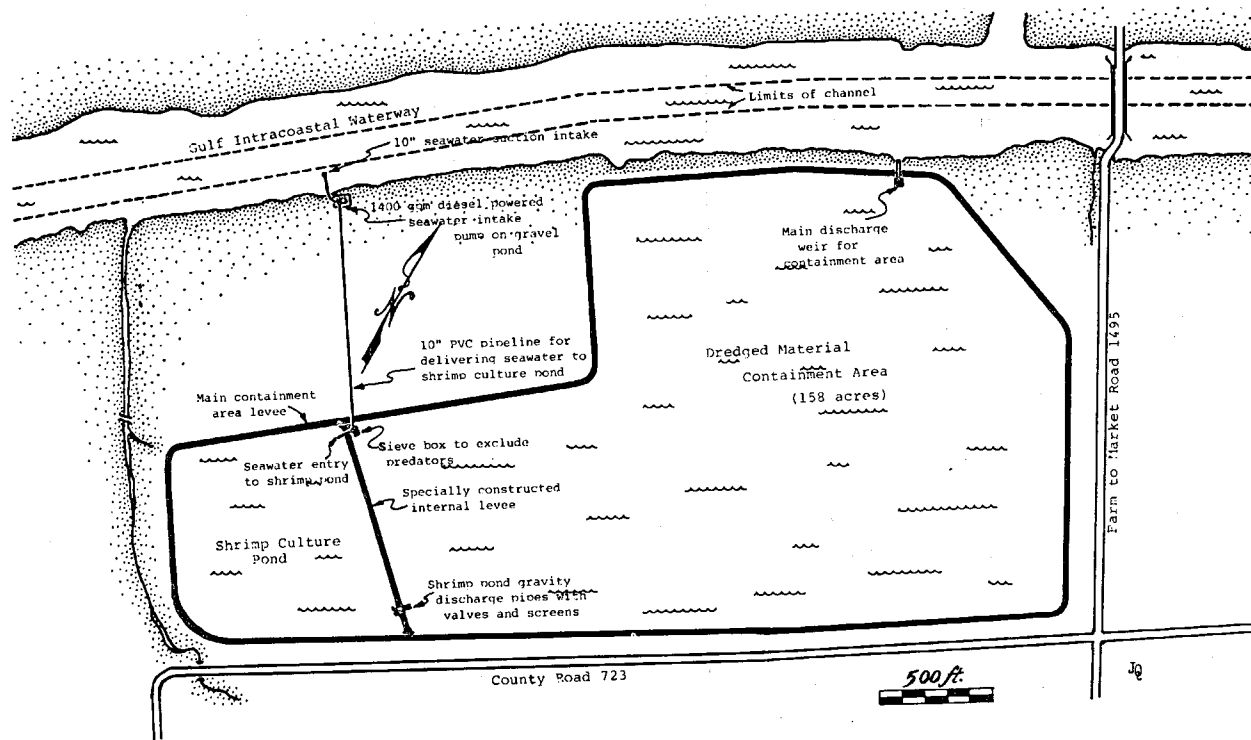 Limits of channel
Gulf Intracoastal Waterway
10" seawater suction intake
1400 gpm diesel powered
seawater intake
pump on gravel
pond
Main discharge
weir for
containment area
10" PVC pipeline for
delivering seawater to
shrimp culture pond
Farm to Market Road 1495
Dredged Material
Containment Area
(158 acres)
Main containment
area levee
Sieve box to exclude
predators
Seawater entry
to shrimp pond
Specially constructed
internal levee
Shrimp Culture
Pond
Shrimp pond gravity
discharge pipes with
valves and screens
County Road 723
500 ft.
JQ